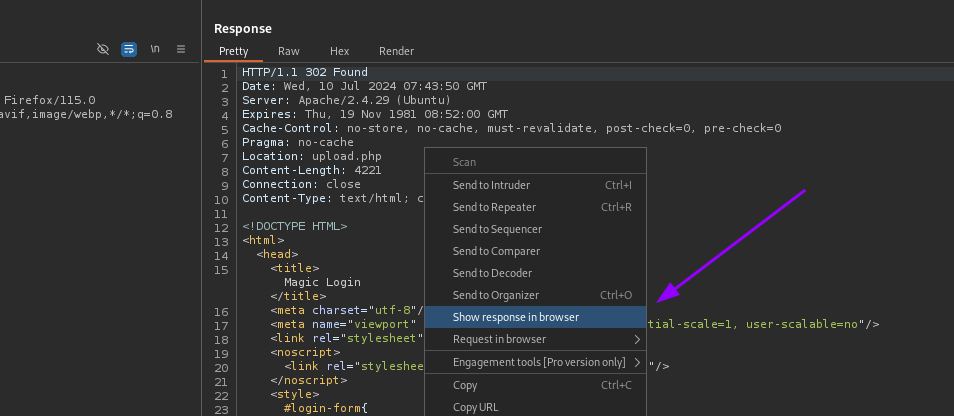 Response
\n
Pretty Raw Hex Render
Firefox/115.0
avif,image/webp,*/*;q=0.8
1 HTTP/1.1 302 Found
2 Date: Wed, 10 Jul 2024 07:43:50 GMT
3 Server: Apache/2.4.29 (Ubuntu)
4 Expires: Thu, 19 Nov 1981 08:52:00 GMT
5 Cache-Control: no-store, no-cache, must-revalidate, post-check=0, pre-check=0
6 Pragma: no-cache
7 Location: upload.php
8 Content-Length: 4221
9 Connection: close
10 Content-Type: text/html; c
11
12 <!DOCTYPE HTML>
13 <html>
14 <head>
15 <title>
Magic Login
</title>
16 <meta charset="utf-8"/
17 <meta name="viewport" tial-scale=1, user-scalable=no"/>
18 <link rel="stylesheet"
19 <noscript>
20 <link rel="styleshee "/>
21 </noscript>
22 <style>
23 #login-form{
Scan
Send to Intruder Ctrl+I
Send to Repeater Ctrl+R
Send to Sequencer
Send to Comparer
Send to Decoder
Send to Organizer Ctrl+O
Show response in browser
Request in browser
Engagement tools [Pro version only]
Copy Ctrl+C
Copy URL